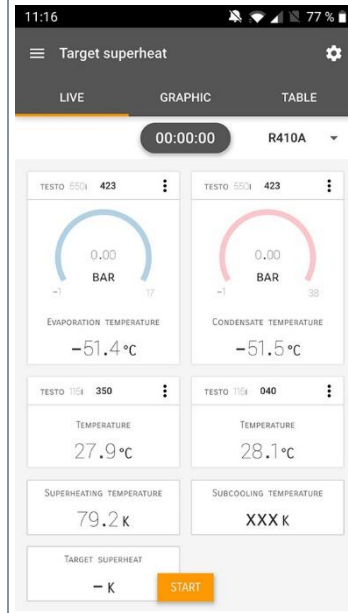 11:16 77 %
Target superheat
LIVE GRAPHIC TABLE
00:00:00 R410A
TESTO 550i 423 TESTO 550i 423
0.00 0.00
BAR BAR
-1 17 -1 38
EVAPORATION TEMPERATURE CONDENSATE TEMPERATURE
-51.4 °C -51.5 °C
TESTO 115i 350 TESTO 115i 040
TEMPERATURE TEMPERATURE
27.9 °C 28.1 °C
SUPERHEATING TEMPERATURE SUBCOOLING TEMPERATURE
79.2 K XXX K
TARGET SUPERHEAT
– K START